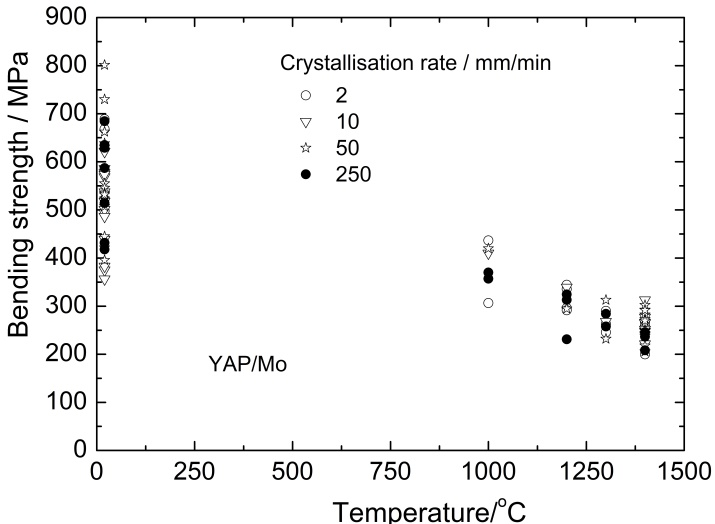 900
800
700
600
500
400
300
200
100
0
Bending strength / MPa
Crystallisation rate / mm/min
2
10
50
250
YAP/Mo
0 250 500 750 1000 1250 1500
Temperature/°C